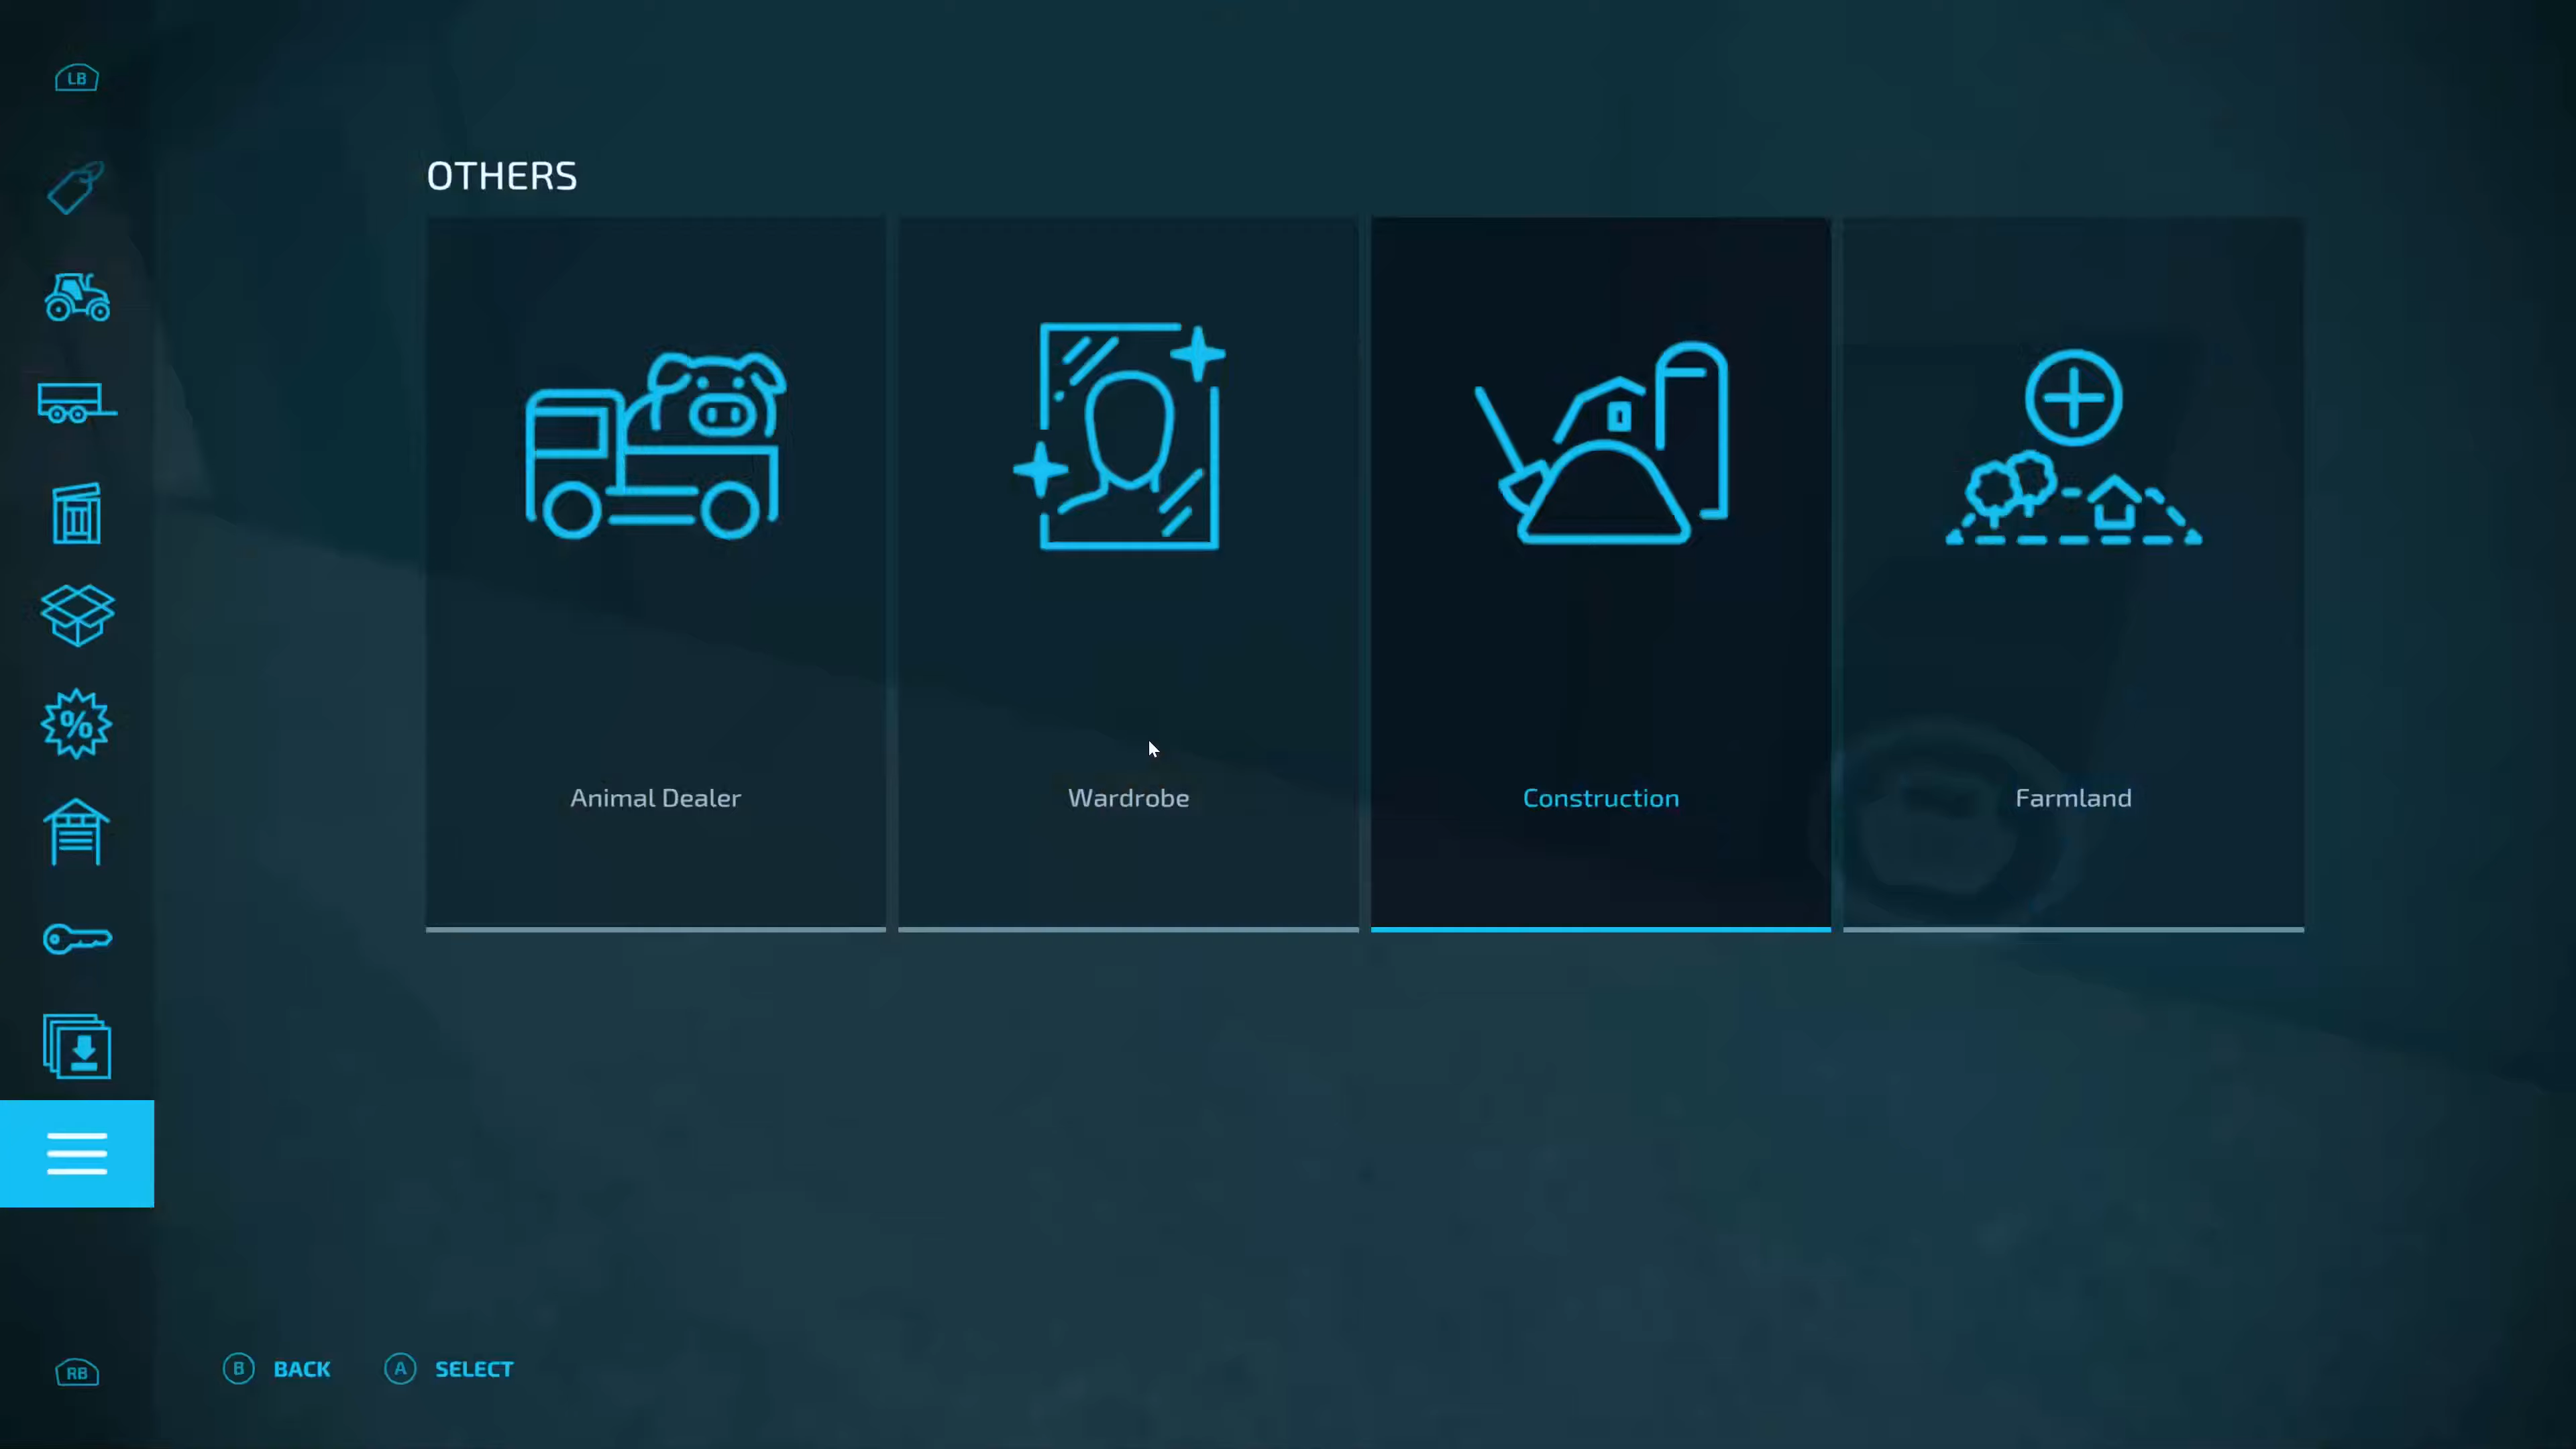 LB
OTHERS
%
Animal Dealer
Wardrobe
Construction
Farmland
RB
B BACK A SELECT